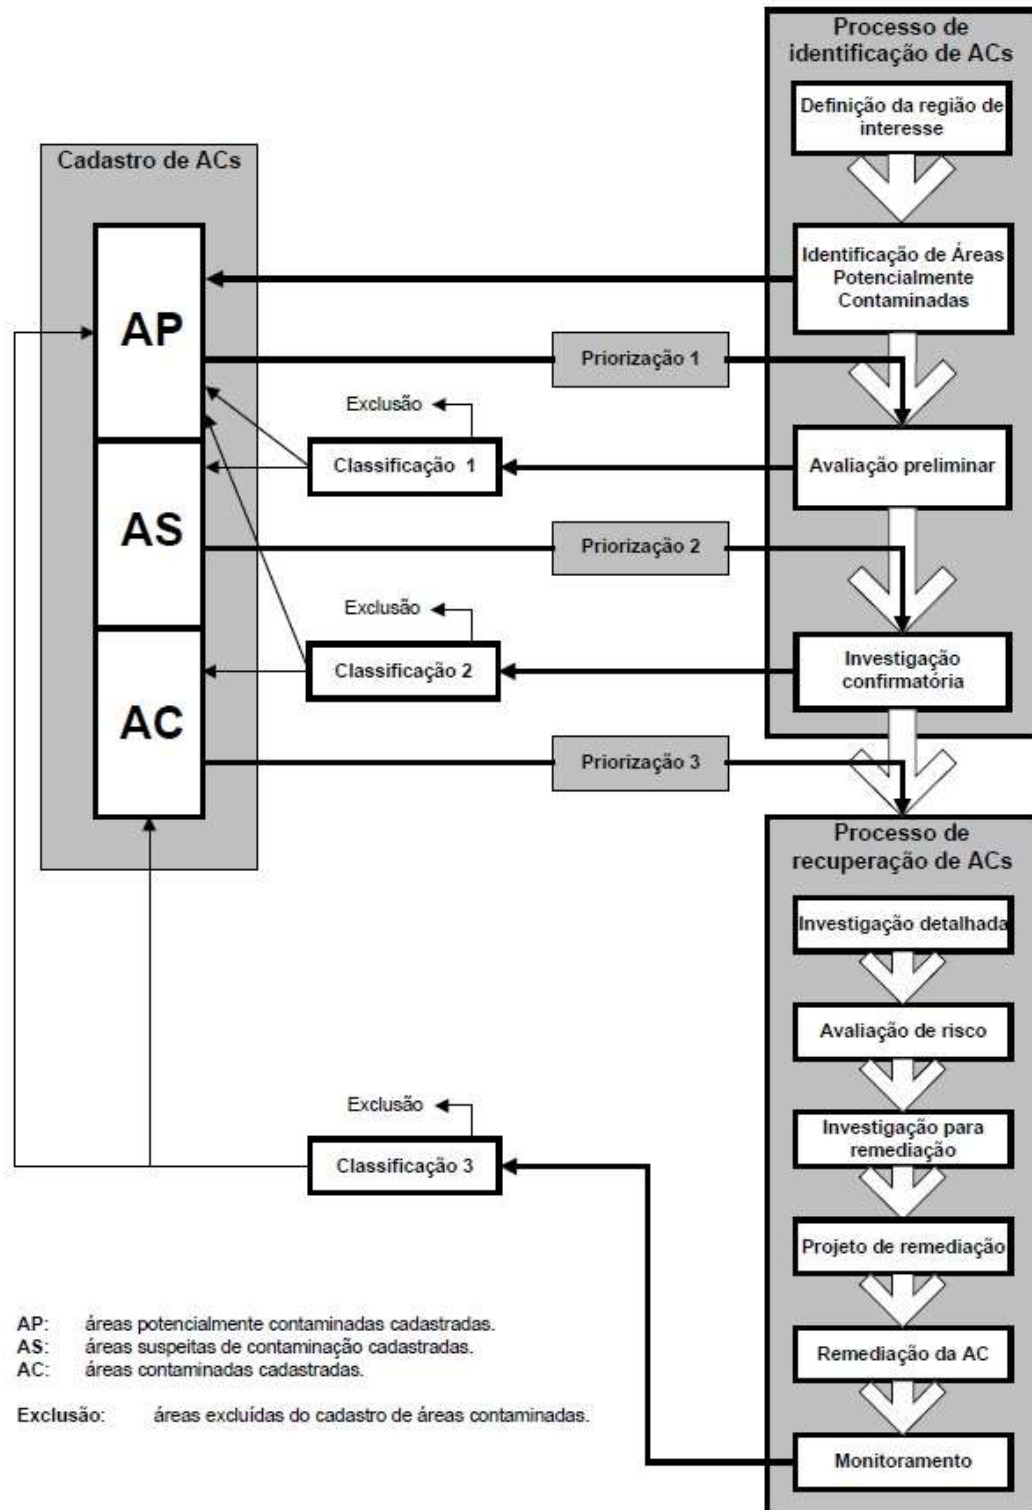 Processo de
identificação de ACs
Definição da região de
interesse
Cadastro de ACs
Identificação de Áreas
Potencialmente
Contaminadas
AP
Priorização 1
Exclusão
Classificação 1
Avaliação preliminar
AS
Priorização 2
Exclusão
Classificação 2
Investigação
confirmatória
AC
Priorização 3
Processo de
recuperação de ACs
Investigação detalhada
Avaliação de risco
Exclusão
Classificação 3
Investigação para
remediação
Projeto de remediação
Remediação da AC
Monitoramento
AP: áreas potencialmente contaminadas cadastradas.
AS: áreas suspeitas de contaminação cadastradas.
AC: áreas contaminadas cadastradas.
Exclusão: áreas excluídas do cadastro de áreas contaminadas.